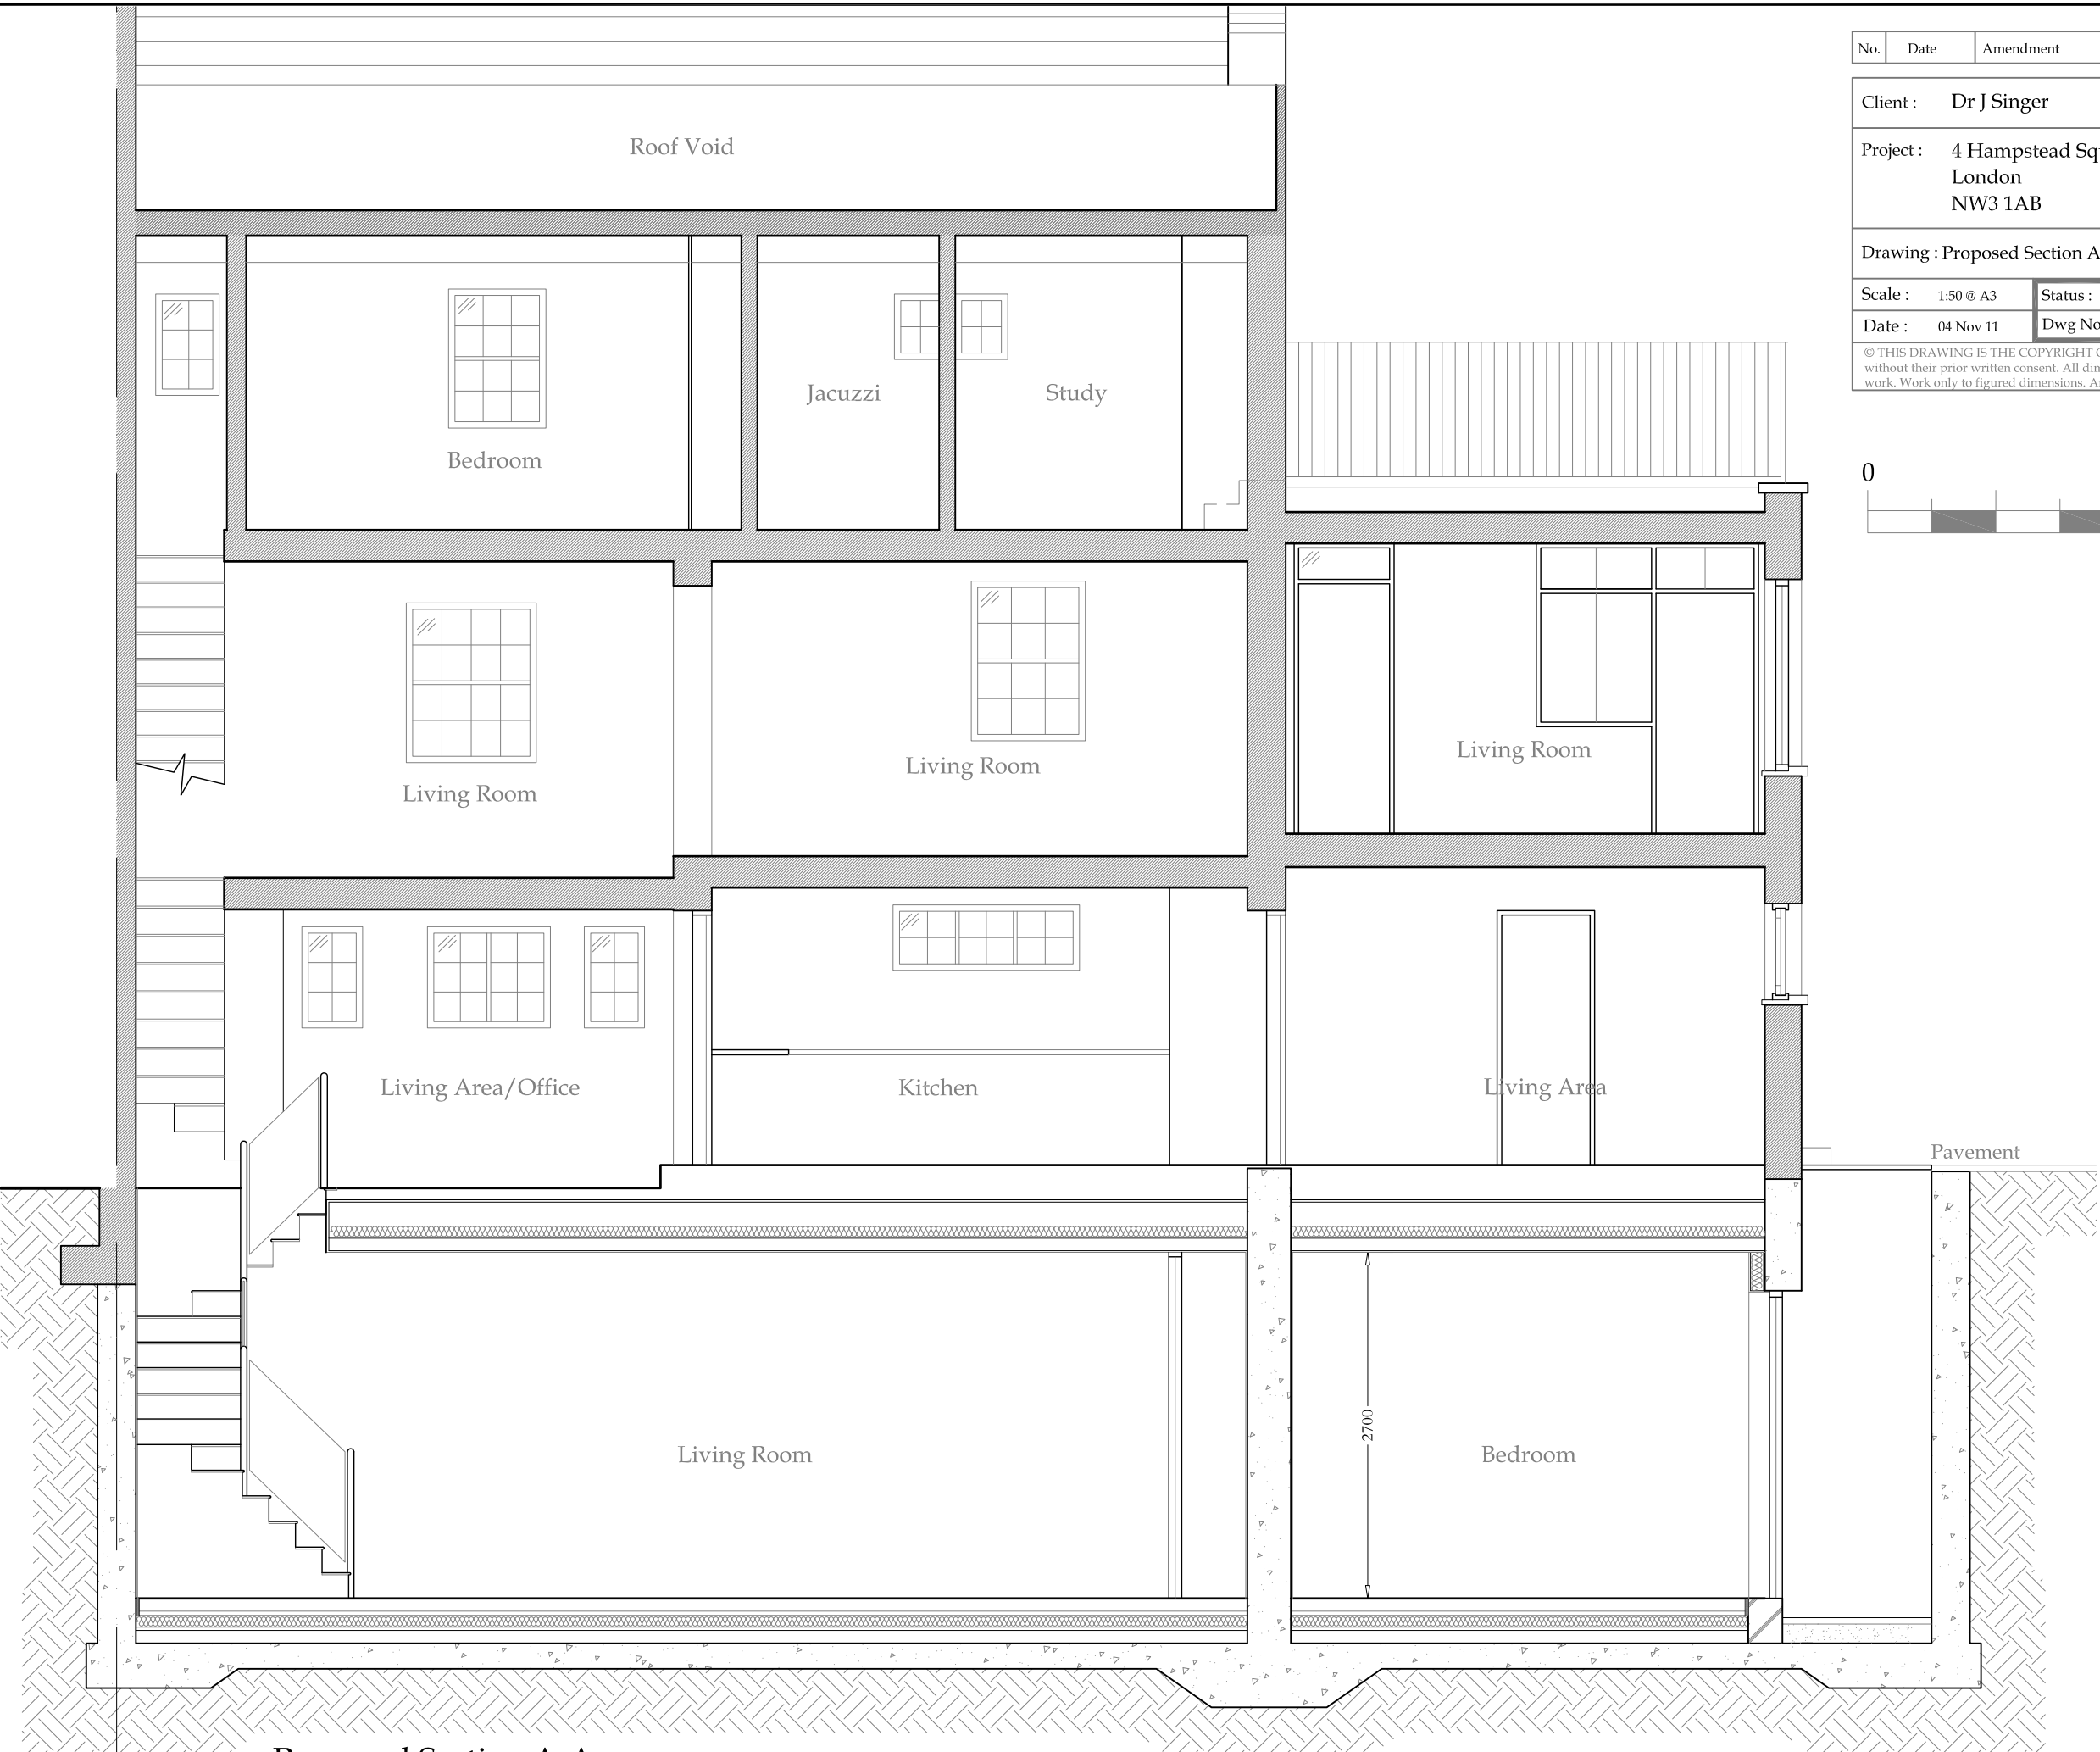 No. Date Amendment
Client : Dr J Singer
Project : 4 Hampstead Sq
London
NW3 1AB
Drawing : Proposed Section A
Scale : 1:50 @ A3 Status :
Date : 04 Nov 11 Dwg No
© THIS DRAWING IS THE COPYRIGHT
without their prior written consent. All
work. Work only to figured dimensions.
0
Roof Void
Bedroom
Jacuzzi
Study
Living Room
Living Room
Living Room
Living Area/Office
Kitchen
Living Area
Pavement
Living Room
2700
Bedroom